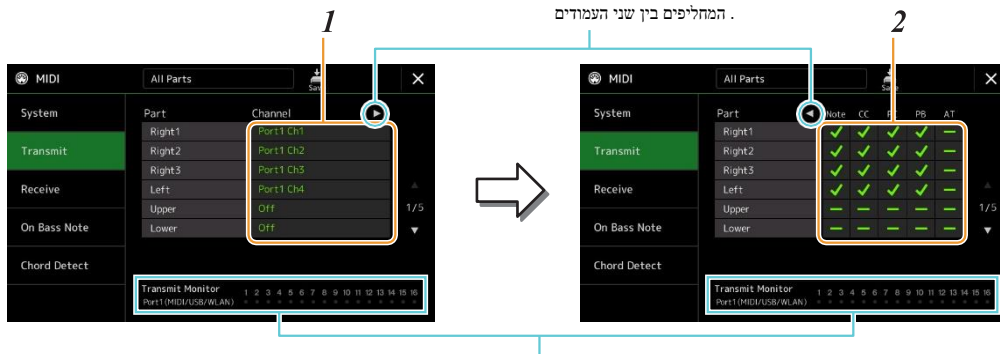 המחליפים בין שני העמודים .
1
2
MIDI
All Parts
Save
×
System
Transmit
Receive
On Bass Note
Chord Detect
Part Channel ▶
Right1 Port1 Ch1
Right2 Port1 Ch2
Right3 Port1 Ch3
Left Port1 Ch4
Upper Off
Lower Off
1/5
Transmit Monitor
Port1(MIDI/USB/WLAN)
1 2 3 4 5 6 7 8 9 10 11 12 13 14 15 16
MIDI
All Parts
Save
×
System
Transmit
Receive
On Bass Note
Chord Detect
Part ◀ Note CC PC PB AT
Right1 ✓ ✓ ✓ ✓ –
Right2 ✓ ✓ ✓ ✓ –
Right3 ✓ ✓ ✓ ✓ –
Left ✓ ✓ ✓ ✓ –
Upper – – – – –
Lower – – – – –
1/5
Transmit Monitor
Port1(MIDI/USB/WLAN)
1 2 3 4 5 6 7 8 9 10 11 12 13 14 15 16